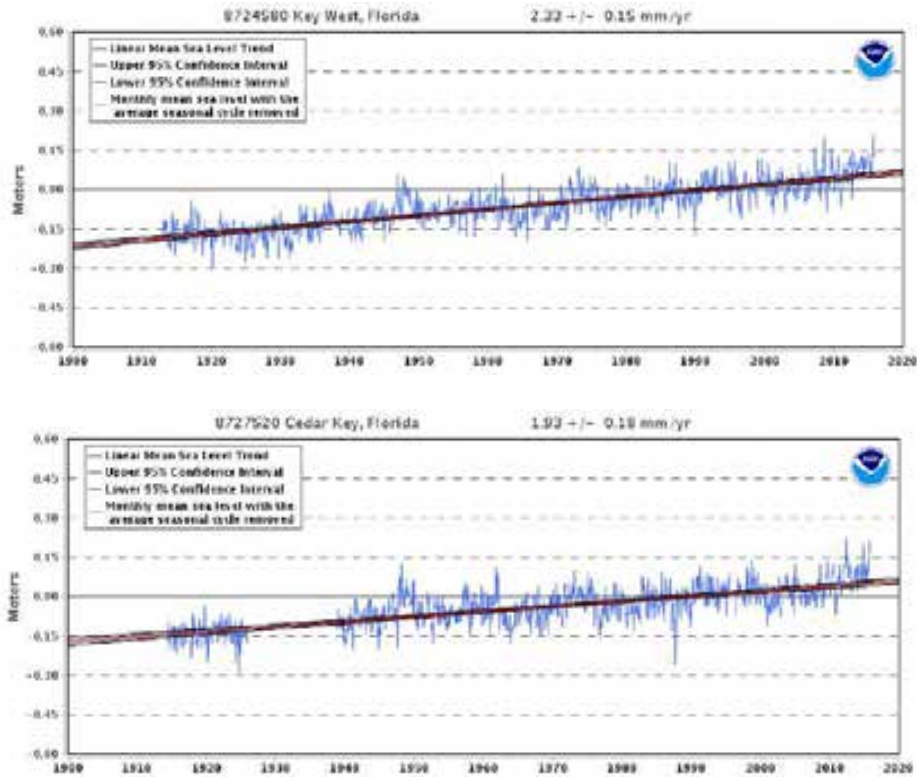 8724580 Key West, Florida 2.33 +/- 0.15 mm/yr
0.60
Linear Mean Sea Level Trend
Upper 95% Confidence Interval
Lower 95% Confidence Interval
Monthly mean sea level with the
average seasonal cycle removed
0.45
0.30
0.15
0.00
Meters
0.15
-0.30
-0.45
0.60
1900 1910 1920 1930 1940 1950 1960 1970 1980 1990 2000 2010 2020
8727520 Cedar Key, Florida 1.93 +/- 0.18 mm/yr
0.60
Linear Mean Sea Level Trend
Upper 95% Confidence Interval
Lower 95% Confidence Interval
Monthly mean sea level with the
average seasonal cycle removed
0.45
0.30
0.15
0.00
Meters
0.15
-0.30
-0.45
0.60
1900 1910 1920 1930 1940 1950 1960 1970 1980 1990 2000 2010 2020